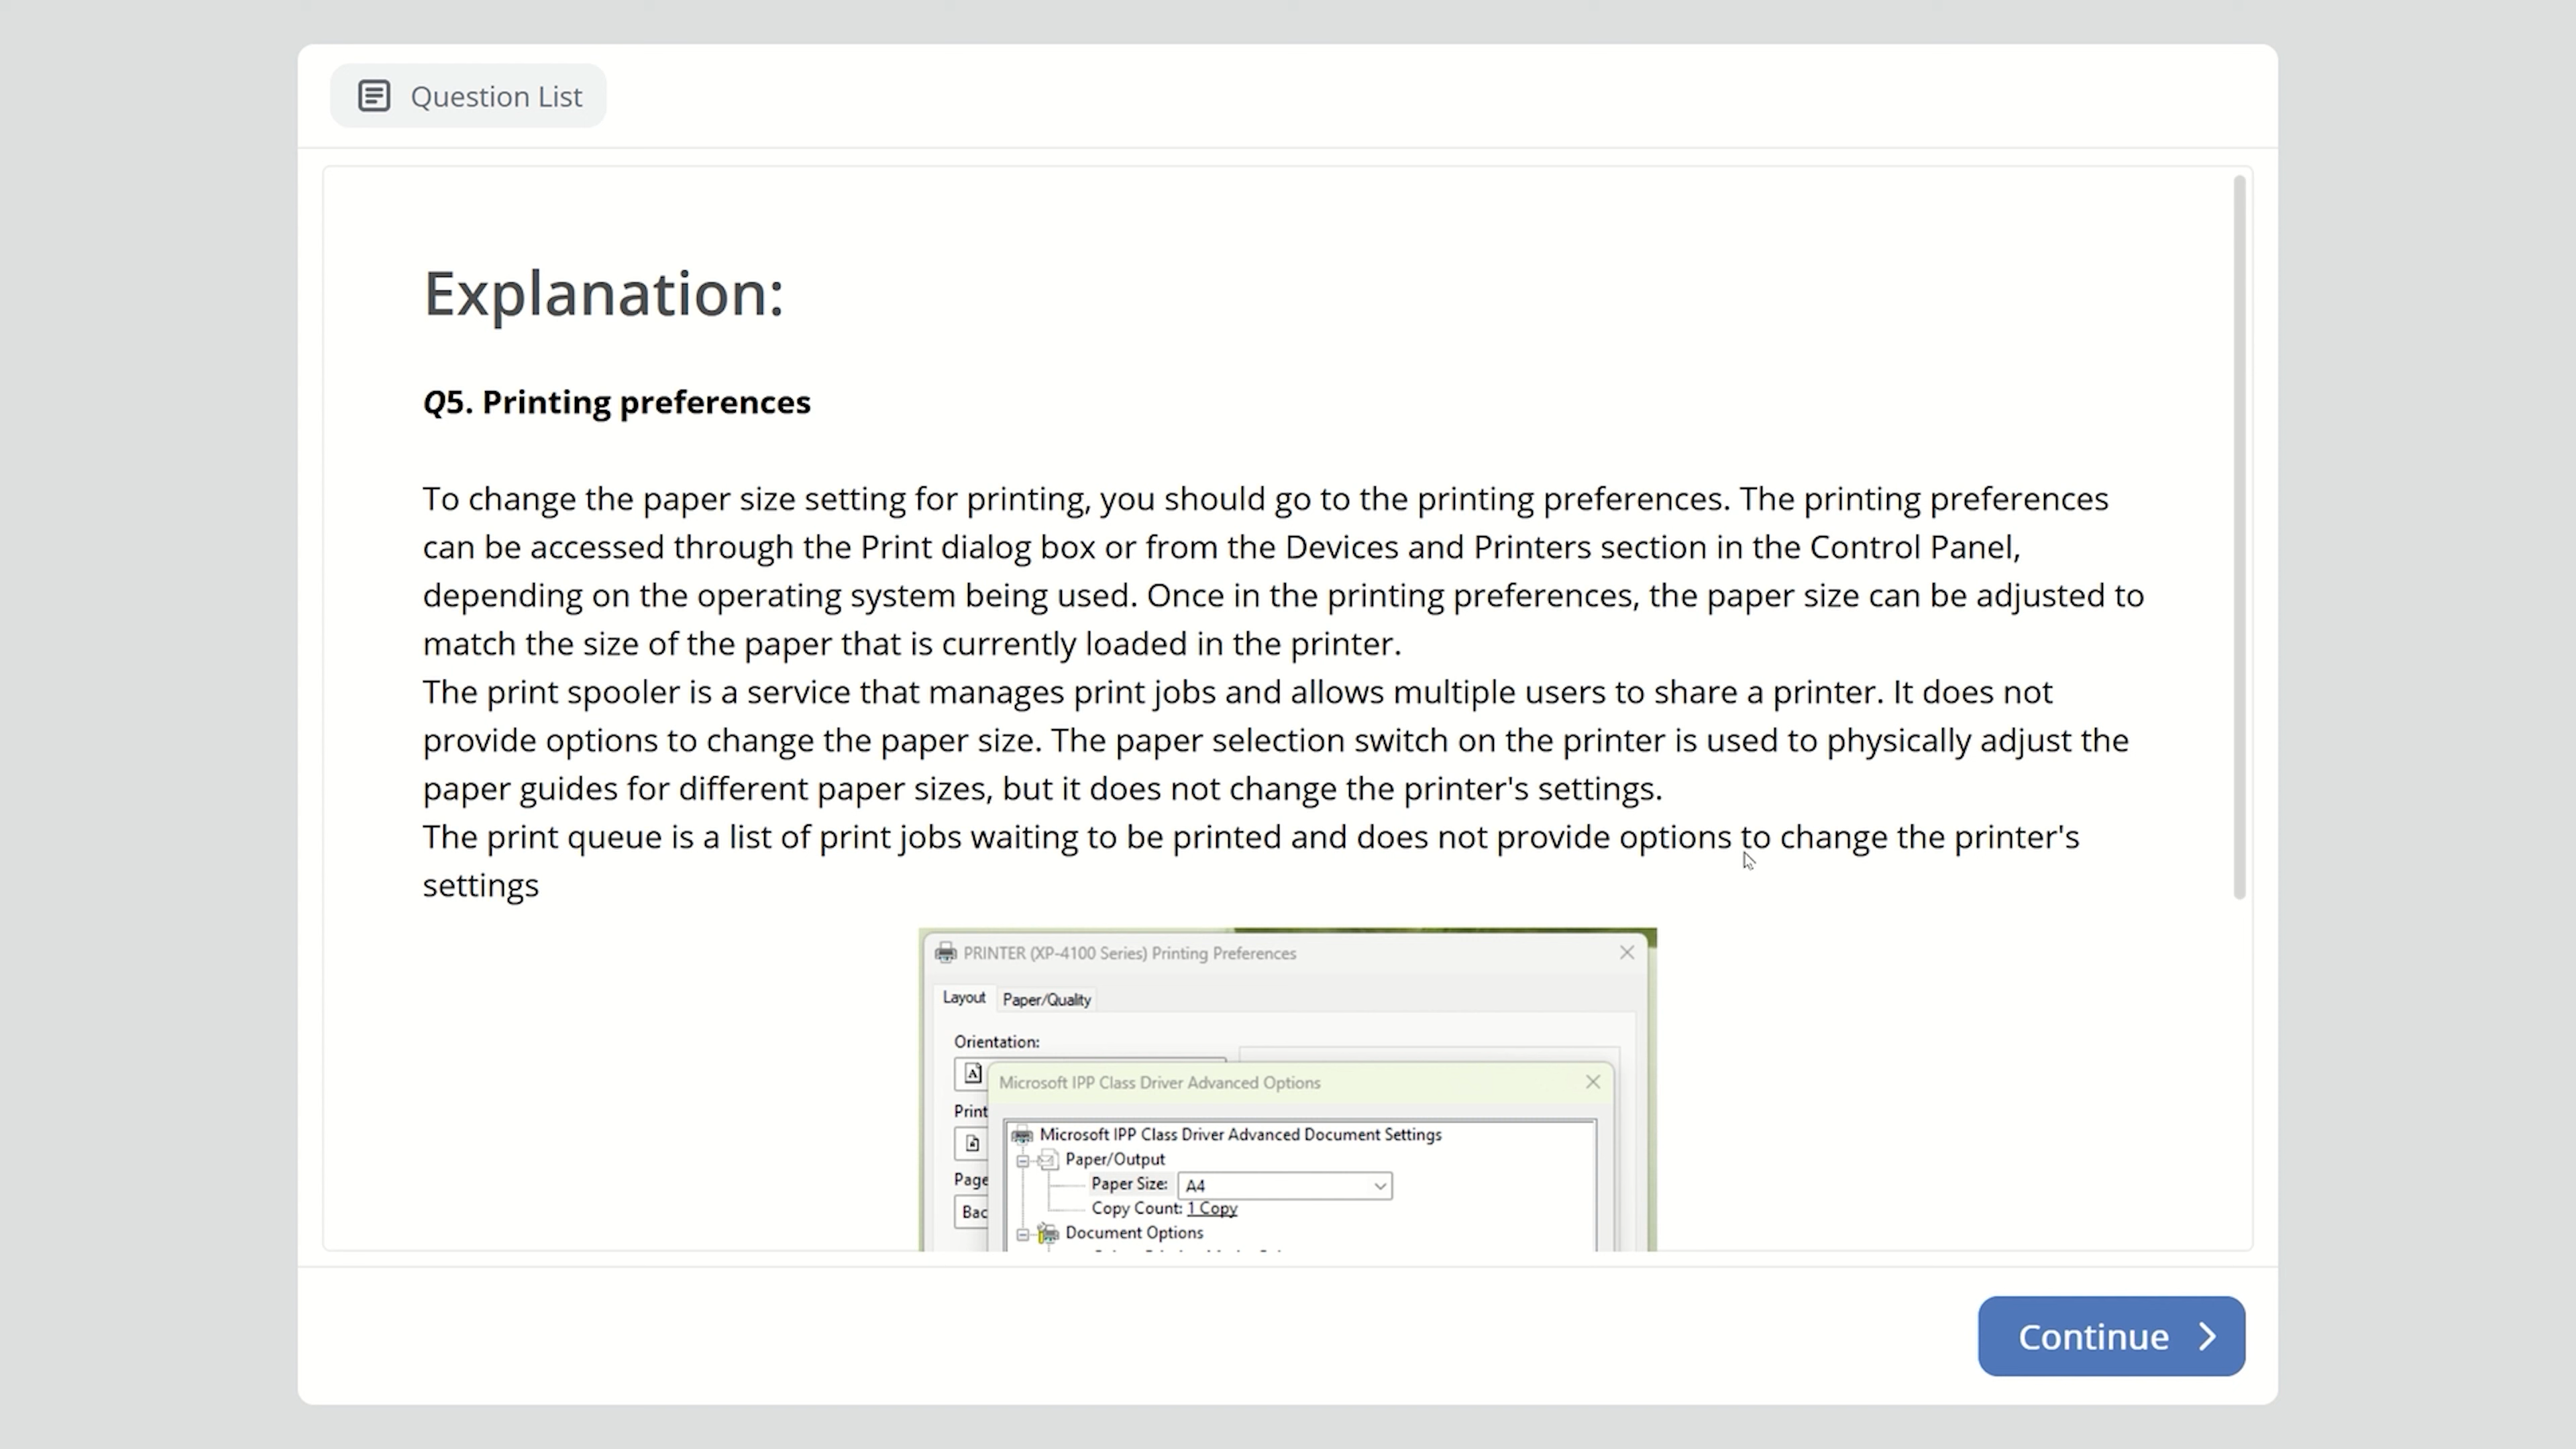 Question List
Explanation:
Q5. Printing preferences
To change the paper size setting for printing, you should go to the printing preferences. The printing preferences
can be accessed through the Print dialog box or from the Devices and Printers section in the Control Panel,
depending on the operating system being used. Once in the printing preferences, the paper size can be adjusted to
match the size of the paper that is currently loaded in the printer.
The print spooler is a service that manages print jobs and allows multiple users to share a printer. It does not
provide options to change the paper size. The paper selection switch on the printer is used to physically adjust the
paper guides for different paper sizes, but it does not change the printer's settings.
The print queue is a list of print jobs waiting to be printed and does not provide options to change the printer's
settings
PRINTER (XP-4100 Series) Printing Preferences
Layout Paper/Quality
Orientation:
A
Microsoft IPP Class Driver Advanced Options
Print
Microsoft IPP Class Driver Advanced Document Settings
Paper/Output
Page
Paper Size: A4
Bac
Copy Count: 1 Copy
Document Options
Continue